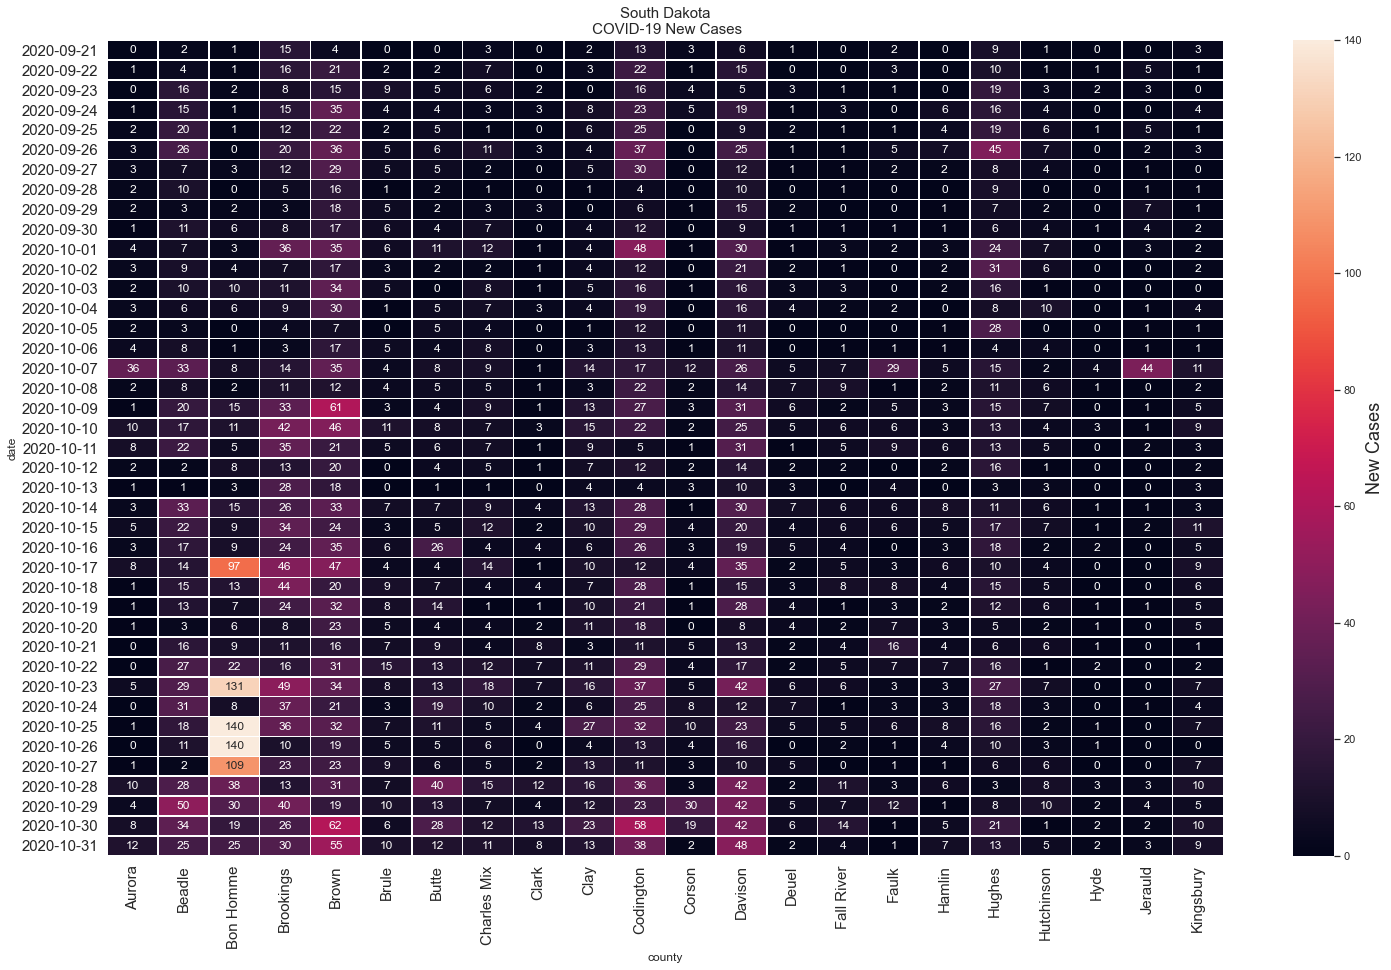 South Dakota
COVID-19 New Cases
2020-09-21 0 2 1 15 4 0 0 3 0 2 13 3 6 1 0 2 0 9 1 0 0 3
2020-09-22 1 4 1 16 21 2 2 7 0 3 22 1 15 0 0 3 0 10 1 1 5 1
2020-09-23 0 16 2 8 15 9 5 6 2 0 16 4 5 3 1 1 0 19 3 2 3 0
2020-09-24 1 15 1 15 35 4 4 3 3 8 23 5 19 1 3 0 6 16 4 0 0 4
2020-09-25 2 20 1 12 22 2 5 1 0 6 25 0 9 2 1 1 4 19 6 1 5 1
2020-09-26 3 26 0 20 36 5 6 11 3 4 37 0 25 1 1 5 7 45 7 0 2 3
2020-09-27 3 7 3 12 29 5 5 2 0 5 30 0 12 1 1 2 2 8 4 0 1 0
2020-09-28 2 10 0 5 16 1 2 1 0 1 4 0 10 0 1 0 0 9 0 0 1 1
2020-09-29 2 3 2 3 18 5 2 3 3 0 6 1 15 2 0 0 1 7 2 0 7 1
2020-09-30 1 11 6 8 17 6 4 7 0 4 12 0 9 1 1 1 1 6 4 1 4 2
2020-10-01 4 7 3 36 35 6 11 12 1 4 48 1 30 1 3 2 3 24 7 0 3 2
2020-10-02 3 9 4 7 17 3 2 2 1 4 12 0 21 2 1 0 2 31 6 0 0 2
2020-10-03 2 10 10 11 34 5 0 8 1 5 16 1 16 3 3 0 2 16 1 0 0 2
2020-10-04 3 6 6 9 30 1 5 7 3 4 19 0 16 4 2 2 0 8 10 0 1 4
2020-10-05 2 3 0 4 7 0 5 4 0 1 12 0 11 0 0 0 1 28 0 0 1 1
2020-10-06 4 8 1 3 17 5 4 8 0 3 13 1 11 0 1 1 1 4 4 0 1 1
2020-10-07 36 33 8 14 35 4 8 9 1 14 17 12 26 5 7 29 5 15 2 4 44 11
2020-10-08 2 8 2 11 12 4 5 5 1 3 22 2 14 7 9 1 2 11 6 1 0 2
2020-10-09 1 20 15 33 61 3 4 9 1 13 27 3 31 6 2 5 3 15 7 0 1 5
2020-10-10 10 17 11 42 46 11 8 7 3 15 22 2 25 5 6 6 3 13 4 3 1 9
2020-10-11 8 22 5 35 21 5 6 7 1 9 5 1 31 1 5 9 6 13 5 0 2 3
2020-10-12 2 2 8 13 20 0 4 5 1 7 12 2 14 2 2 0 2 16 1 0 0 2
2020-10-13 1 1 3 28 18 0 1 1 0 4 4 3 10 3 0 4 0 3 3 0 0 3
2020-10-14 3 33 15 26 33 7 7 9 4 13 28 1 30 7 6 6 8 11 6 1 1 3
2020-10-15 5 22 9 34 24 3 5 12 2 10 29 4 20 4 6 6 5 17 7 1 2 11
2020-10-16 3 17 9 24 35 6 26 4 4 6 26 3 19 5 4 0 3 18 2 2 0 5
2020-10-17 8 14 97 46 47 4 4 14 1 10 12 4 35 2 5 3 6 10 4 0 0 9
2020-10-18 1 15 13 44 20 9 7 4 4 7 28 1 15 3 8 8 4 15 5 0 0 6
2020-10-19 1 13 7 24 32 8 14 1 1 10 21 1 28 4 1 3 2 12 6 1 1 5
2020-10-20 1 3 6 8 23 5 4 4 2 11 18 0 8 4 2 7 3 5 2 1 0 5
2020-10-21 0 16 9 11 16 7 9 4 8 3 11 5 13 2 4 16 4 6 6 1 0 1
2020-10-22 0 27 22 16 31 15 13 12 7 11 29 4 17 2 5 7 7 16 1 2 0 2
2020-10-23 5 29 131 49 34 8 13 18 7 16 37 5 42 6 6 3 3 27 7 0 0 7
2020-10-24 0 31 8 37 21 3 19 10 2 6 25 8 12 7 1 3 3 18 3 0 1 4
2020-10-25 1 18 140 36 32 7 11 5 4 27 32 10 23 5 5 6 8 16 2 1 0 7
2020-10-26 0 11 140 10 19 5 5 6 0 4 13 4 16 0 2 1 4 10 3 1 0 0
2020-10-27 1 2 109 23 23 9 6 5 2 13 11 3 10 5 0 1 1 6 6 0 0 7
2020-10-28 10 28 38 13 31 7 40 15 12 16 36 3 42 2 11 3 6 3 8 3 3 10
2020-10-29 4 50 30 40 19 10 13 7 4 12 23 30 42 5 7 12 1 8 10 2 4 5
2020-10-30 8 34 19 26 62 6 28 12 13 23 58 19 42 6 14 1 5 21 1 2 2 10
2020-10-31 12 25 25 30 55 10 12 11 8 13 38 2 48 2 4 1 7 13 5 2 3 9
date
Aurora Beadle Bon Homme Brookings Brown Brule Butte Charles Mix Clark Clay Codington Corson Davison Deuel Fall River Faulk Hamlin Hughes Hutchinson Hyde Jerauld Kingsbury
county
140
120
100
80
60
40
20
0
New Cases